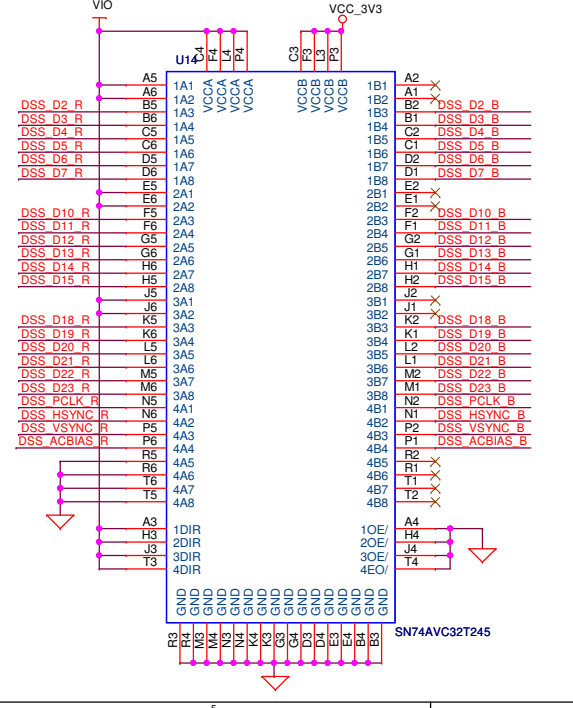 VIO
VCC_3V3
U14
C4 F4 L4 P4
C3 F3 L3 P3
VCCA VCCA VCCA VCCA
VCCB VCCB VCCB VCCB
A5 1A1 1B1 A2
A6 1A2 1B2 A1
DSS_D2_R B5 1A3 1B3 B2 DSS_D2_B
DSS_D3_R B6 1A4 1B4 B1 DSS_D3_B
DSS_D4_R C5 1A5 1B5 C2 DSS_D4_B
DSS_D5_R C6 1A6 1B6 C1 DSS_D5_B
DSS_D6_R D5 1A7 1B7 D2 DSS_D6_B
DSS_D7_R D6 1A8 1B8 D1 DSS_D7_B
E5 2A1 2B1 E2
E6 2A2 2B2 E1
DSS_D10_R F5 2A3 2B3 F2 DSS_D10_B
DSS_D11_R F6 2A4 2B4 F1 DSS_D11_B
DSS_D12_R G5 2A5 2B5 G2 DSS_D12_B
DSS_D13_R G6 2A6 2B6 G1 DSS_D13_B
DSS_D14_R H6 2A7 2B7 H1 DSS_D14_B
DSS_D15_R H5 2A8 2B8 H2 DSS_D15_B
J5 3A1 3B1 J2
J6 3A2 3B2 J1
DSS_D18_R K5 3A3 3B3 K2 DSS_D18_B
DSS_D19_R K6 3A4 3B4 K1 DSS_D19_B
DSS_D20_R L5 3A5 3B5 L2 DSS_D20_B
DSS_D21_R L6 3A6 3B6 L1 DSS_D21_B
DSS_D22_R M5 3A7 3B7 M2 DSS_D22_B
DSS_D23_R M6 3A8 3B8 M1 DSS_D23_B
DSS_PCLK_R N5 4A1 4B1 N2 DSS_PCLK_B
DSS_HSYNC_R N6 4A2 4B2 N1 DSS_HSYNC_B
DSS_VSYNC_R P5 4A3 4B3 P2 DSS_VSYNC_B
DSS_ACBIAS_R P6 4A4 4B4 P1 DSS_ACBIAS_B
R5 4A5 4B5 R2
R6 4A6 4B6 R1
T6 4A7 4B7 T1
T5 4A8 4B8 T2
A3 1DIR 1OE/ A4
H3 2DIR 2OE/ H4
J3 3DIR 3OE/ J4
T3 4DIR 4EO/ T4
GND GND GND GND GND GND GND GND GND GND GND GND GND GND GND GND
R3 R4 M3 M4 N3 N4 K4 K3 G3 G4 D3 D4 E3 E4 B4 B3
SN74AVC32T245
5